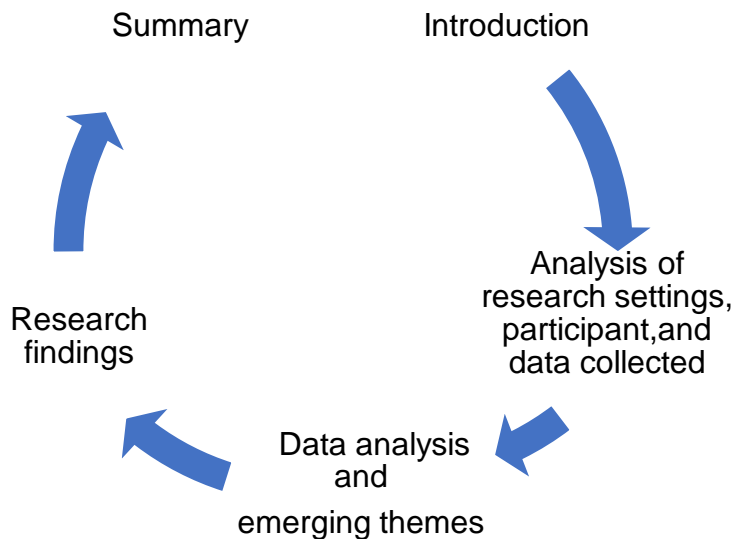 Summary
Introduction
Analysis of
research settings,
participant,and
data collected
Data analysis
and
emerging themes
Research
findings